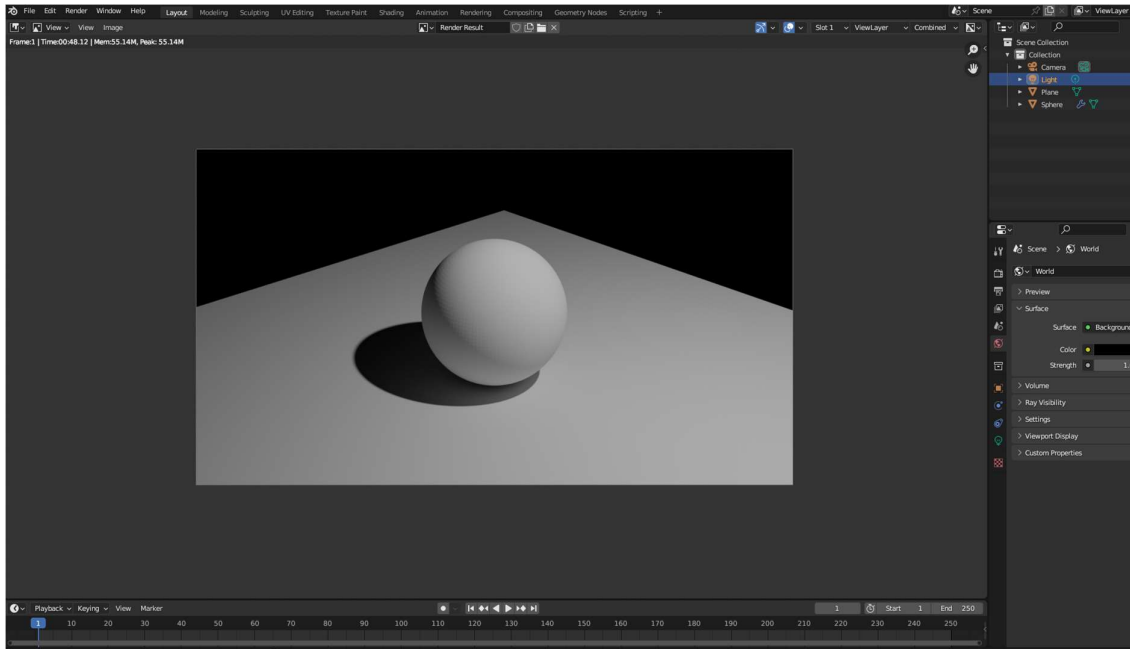 File Edit Render Window Help Layout Modeling Sculpting UV Editing Texture Paint Shading Animation Rendering Compositing Geometry Nodes Scripting + Scene ViewLayer
View View Image Render Result Slot 1 ViewLayer Combined
Frame:1 | Time:00:48.12 | Mem:55.14M, Peak: 55.14M
Scene Collection
Collection
Camera
Light
Plane
Sphere
Scene > World
World
> Preview
Surface
Surface Background
Color
Strength 1.
> Volume
> Ray Visibility
> Settings
> Viewport Display
> Custom Properties
Playback Keying View Marker 1 Start 1 End 250
1 10 20 30 40 50 60 70 80 90 100 110 120 130 140 150 160 170 180 190 200 210 220 230 240 250